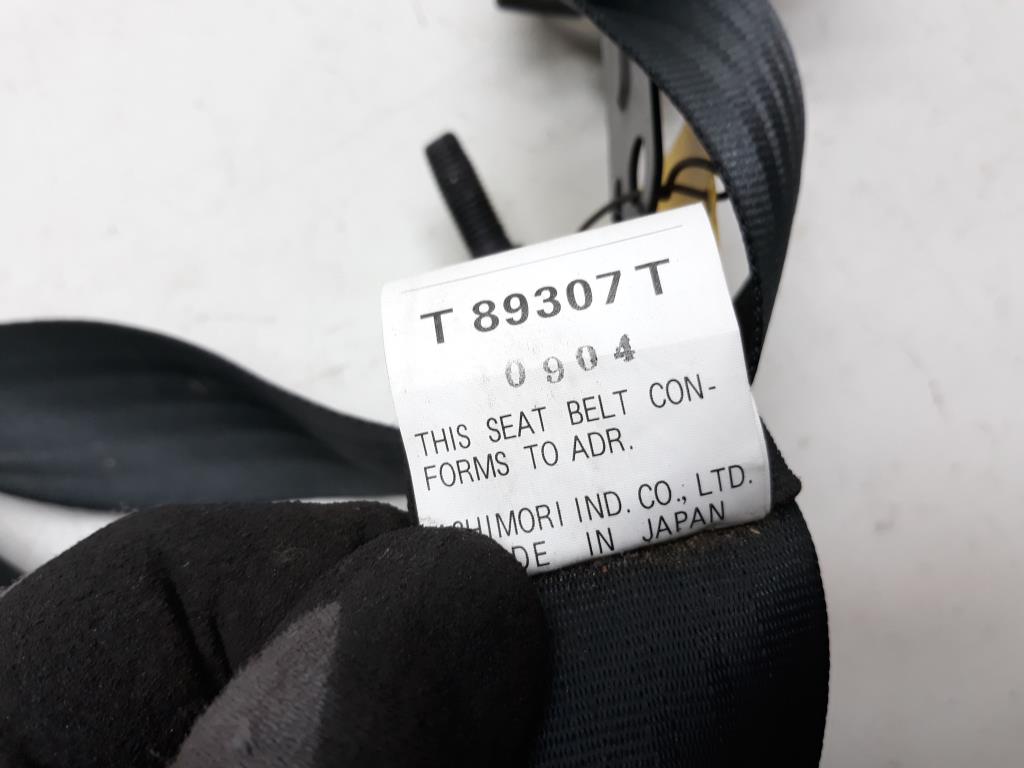 T 89307 T
0904
THIS SEAT BELT CON-
FORMS TO ADR.
IND. CO., LTD.
IN JAPAN